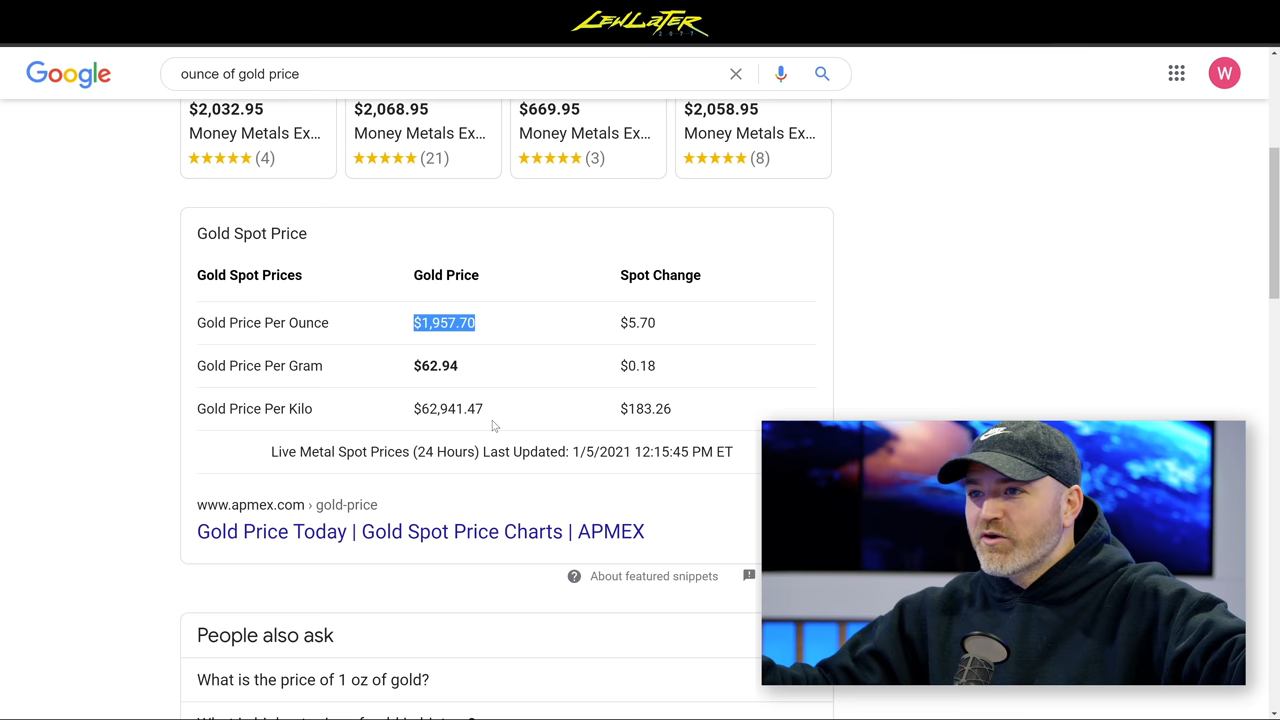 LEWLATER
2077
Google
ounce of gold price
W
$2,032.95 $2,068.95 $669.95 $2,058.95
Money Metals Ex... Money Metals Ex... Money Metals Ex... Money Metals Ex...
(4) (21) (3) (8)
Gold Spot Price
Gold Spot Prices Gold Price Spot Change
Gold Price Per Ounce $1,957.70 $5.70
Gold Price Per Gram $62.94 $0.18
Gold Price Per Kilo $62,941.47 $183.26
Live Metal Spot Prices (24 Hours) Last Updated: 1/5/2021 12:15:45 PM ET
www.apmex.com › gold-price
Gold Price Today | Gold Spot Price Charts | APMEX
About featured snippets
People also ask
What is the price of 1 oz of gold?